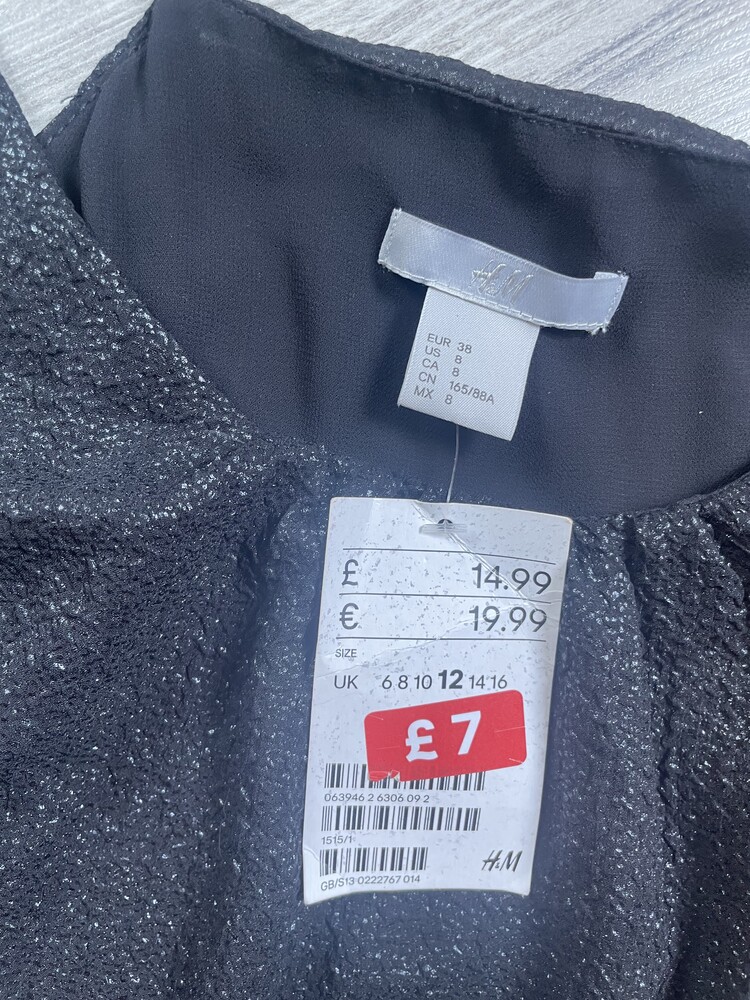 H&M
EUR 38
US 8
CA 8
CN 165/88A
MX 8
£ 14.99
€ 19.99
SIZE
UK 6 8 10 12 14 16
£7
063946 2 6306 09 2
1515/1
GB/S13 0222767 014
H&M